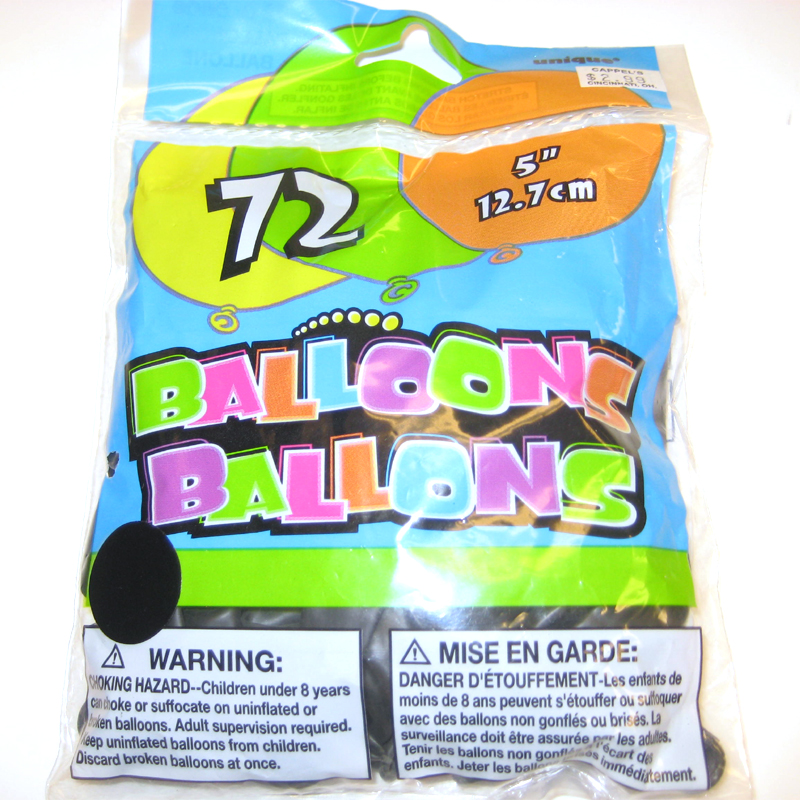 unique®
CAPPEL'S
$2.99
CINCINNATI, OH.
72
5"
12.7cm
BALLOONS
BALLONS
WARNING:
CHOKING HAZARD--Children under 8 years
can choke or suffocate on uninflated or
broken balloons. Adult supervision required.
Keep uninflated balloons from children.
Discard broken balloons at once.
MISE EN GARDE:
DANGER D'ÉTOUFFEMENT-Les enfants de
moins de 8 ans peuvent s'étouffer ou suffoquer
avec des ballons non gonflés ou brisés. La
surveillance doit être assurée par les adultes.
Tenir les ballons non gonflés à l'écart des
enfants. Jeter les ballons immédiatement.